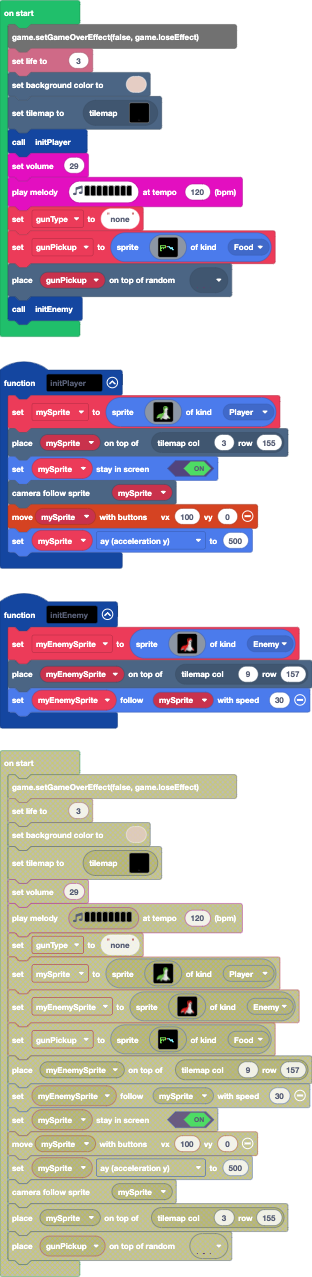 on start
game.setGameOverEffect(false, game.loseEffect)
set life to 3
set background color to
set tilemap to tilemap
call initPlayer
set volume 29
play melody at tempo 120 (bpm)
set gunType to "none"
set gunPickup to sprite of kind Food
place gunPickup on top of random
call initEnemy
function initPlayer
set mySprite to sprite of kind Player
place mySprite on top of tilemap col 3 row 155
set mySprite stay in screen ON
camera follow sprite mySprite
move mySprite with buttons vx 100 vy 0
set mySprite ay (acceleration y) to 500
function initEnemy
set myEnemySprite to sprite of kind Enemy
place myEnemySprite on top of tilemap col 9 row 157
set myEnemySprite follow mySprite with speed 30
on start
game.setGameOverEffect(false, game.loseEffect)
set life to 3
set background color to
set tilemap to tilemap
set volume 29
play melody at tempo 120 (bpm)
set gunType to "none"
set mySprite to sprite of kind Player
set myEnemySprite to sprite of kind Enemy
set gunPickup to sprite of kind Food
place myEnemySprite on top of tilemap col 9 row 157
set myEnemySprite follow mySprite with speed 30
set mySprite stay in screen ON
move mySprite with buttons vx 100 vy 0
set mySprite ay (acceleration y) to 500
camera follow sprite mySprite
place mySprite on top of tilemap col 3 row 155
place gunPickup on top of random ...